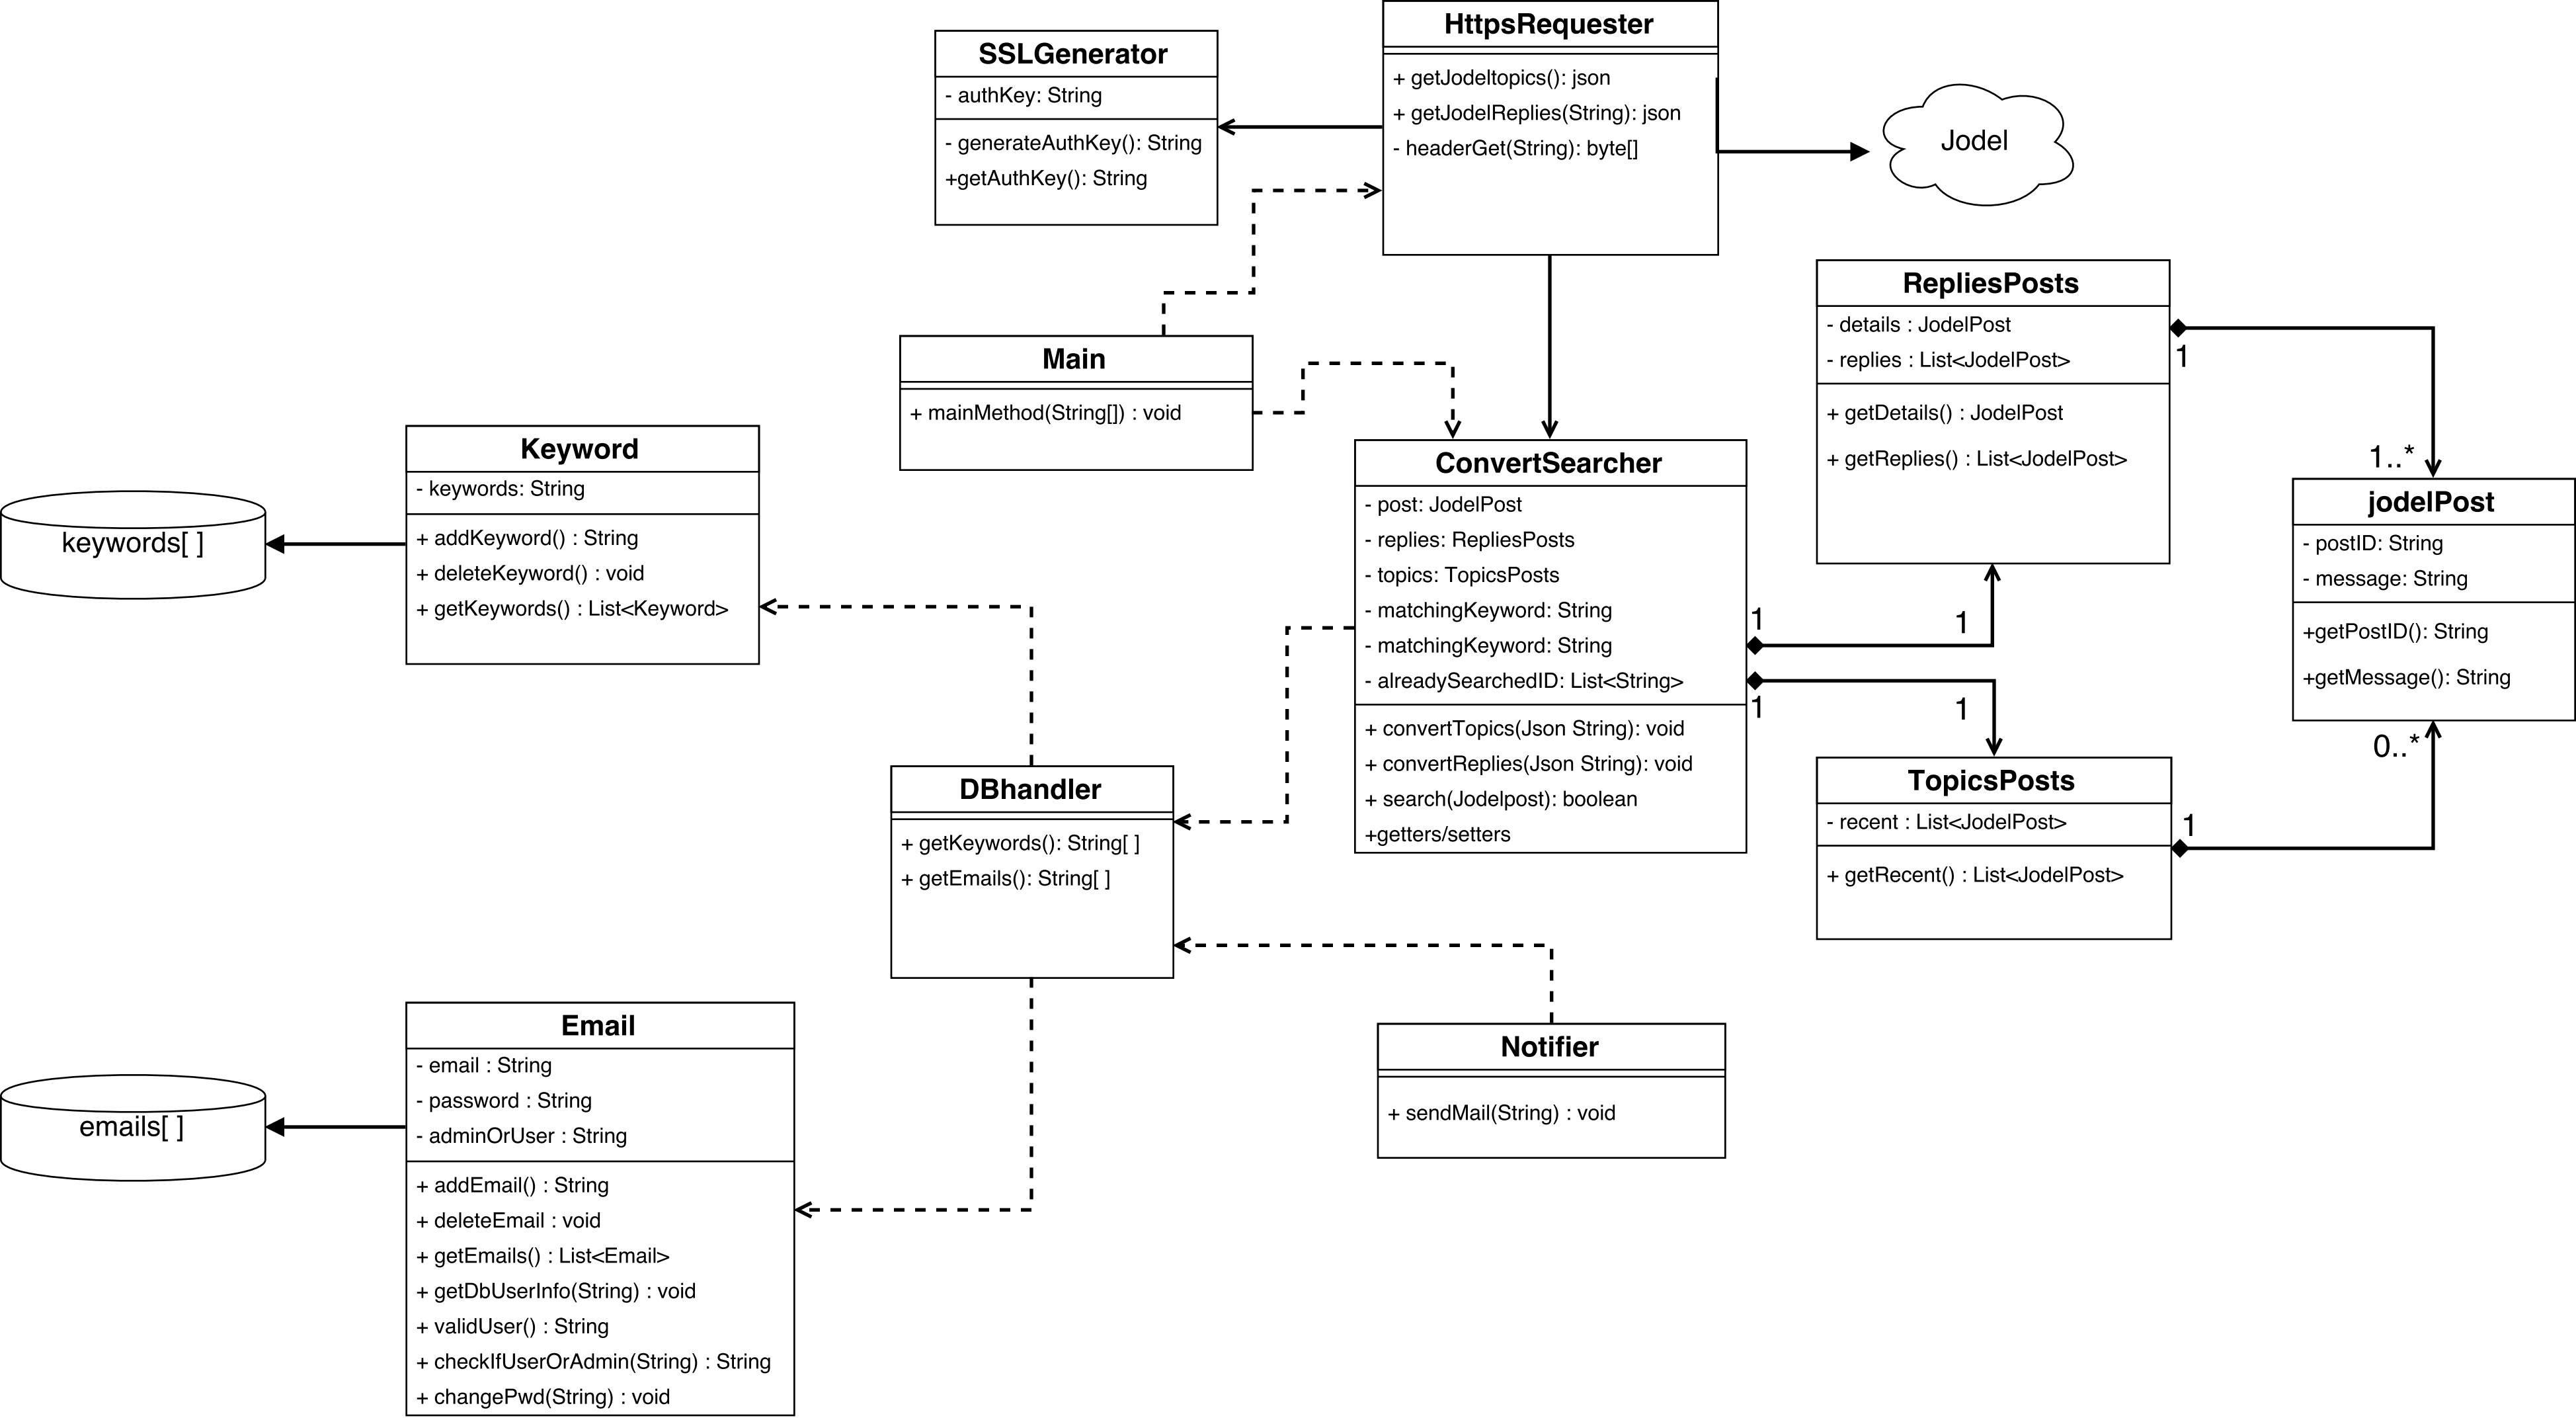 HttpsRequester
+ getJodeltopics(): json
+ getJodelReplies(String): json
- headerGet(String): byte[]
SSLGenerator
- authKey: String
- generateAuthKey(): String
+getAuthKey(): String
Jodel
RepliesPosts
- details : JodelPost
- replies : List<JodelPost>
+ getDetails() : JodelPost
+ getReplies() : List<JodelPost>
1
1..*
Main
+ mainMethod(String[]) : void
Keyword
- keywords: String
+ addKeyword() : String
+ deleteKeyword() : void
+ getKeywords() : List<Keyword>
keywords[ ]
ConvertSearcher
- post: JodelPost
- replies: RepliesPosts
- topics: TopicsPosts
- matchingKeyword: String
- matchingKeyword: String
- alreadySearchedID: List<String>
+ convertTopics(Json String): void
+ convertReplies(Json String): void
+ search(Jodelpost): boolean
+getters/setters
1
1
1
1
jodelPost
- postID: String
- message: String
+getPostID(): String
+getMessage(): String
0..*
TopicsPosts
- recent : List<JodelPost>
+ getRecent() : List<JodelPost>
1
DBhandler
+ getKeywords(): String[ ]
+ getEmails(): String[ ]
Email
- email : String
- password : String
- adminOrUser : String
+ addEmail() : String
+ deleteEmail : void
+ getEmails() : List<Email>
+ getDbUserInfo(String) : void
+ validUser() : String
+ checkIfUserOrAdmin(String) : String
+ changePwd(String) : void
emails[ ]
Notifier
+ sendMail(String) : void